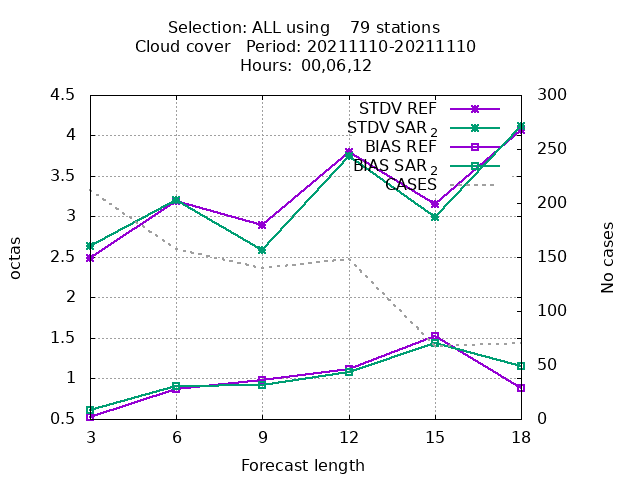 Selection: ALL using 79 stations
Cloud cover Period: 20211110-20211110
Hours: 00,06,12
4.5
4
3.5
3
2.5
2
1.5
1
0.5
300
250
200
150
100
50
0
octas
No cases
STDV REF
STDV SAR 2
BIAS REF
BIAS SAR 2
CASES
3 6 9 12 15 18
Forecast length